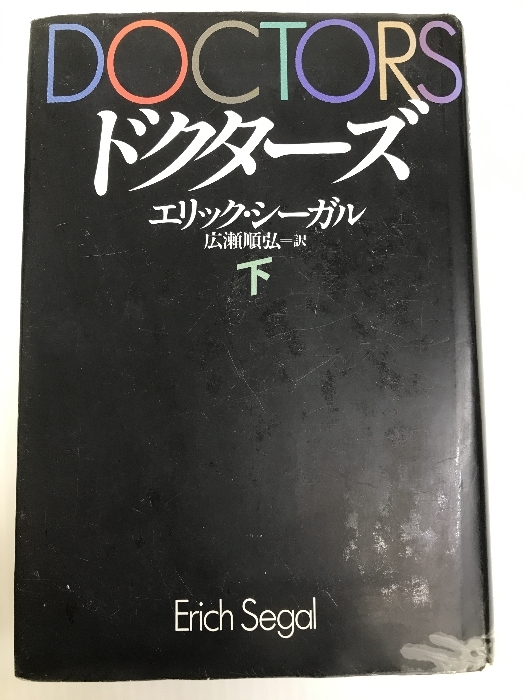 DOCTORS
ドクターズ
エリック・シーガル
広瀬順弘=訳
下
Erich Segal